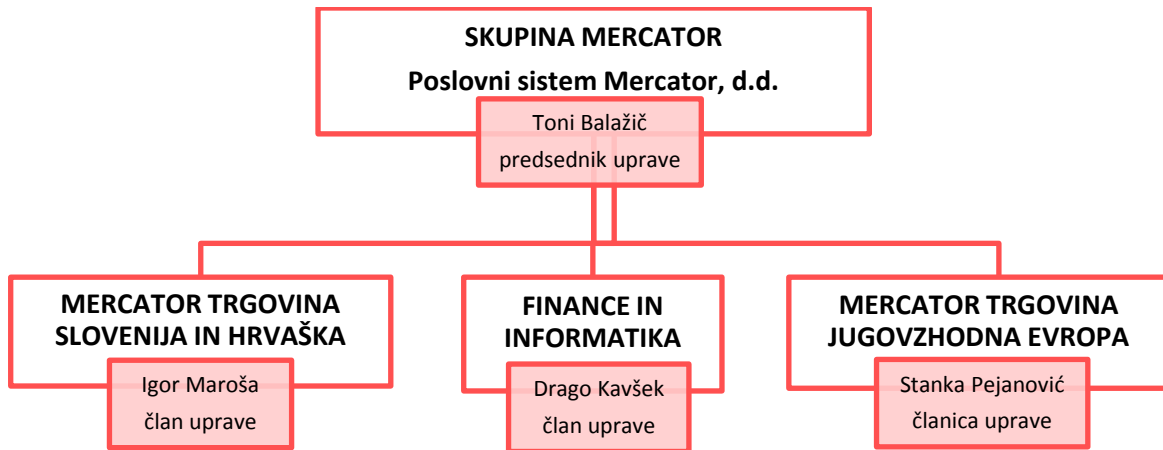 SKUPINA MERCATOR
Poslovni sistem Mercator, d.d.
Toni Balažič
predsednik uprave
MERCATOR TRGOVINA
SLOVENIJA IN HRVAŠKA
Igor Maroša
član uprave
FINANCE IN
INFORMATIKA
Drago Kavšek
član uprave
MERCATOR TRGOVINA
JUGOVZHODNA EVROPA
Stanka Pejanović
članica uprave